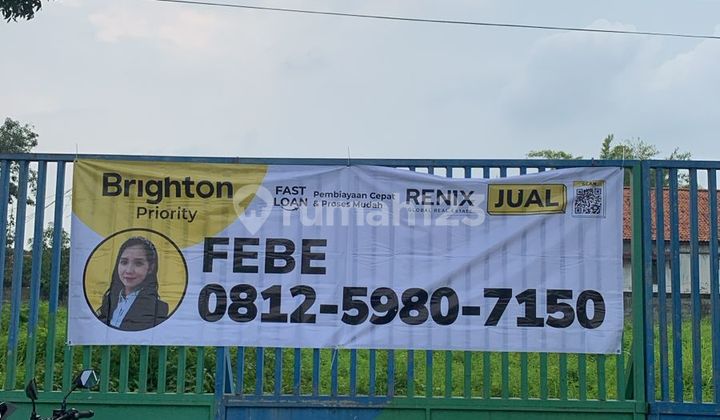 Brighton
Priority
FAST
LOAN
Pembiayaan Cepat
& Proses Mudah
RENIX
GLOBAL REAL ESTATE
JUAL
SCAN
rumah123
FEBE
0812-5980-7150